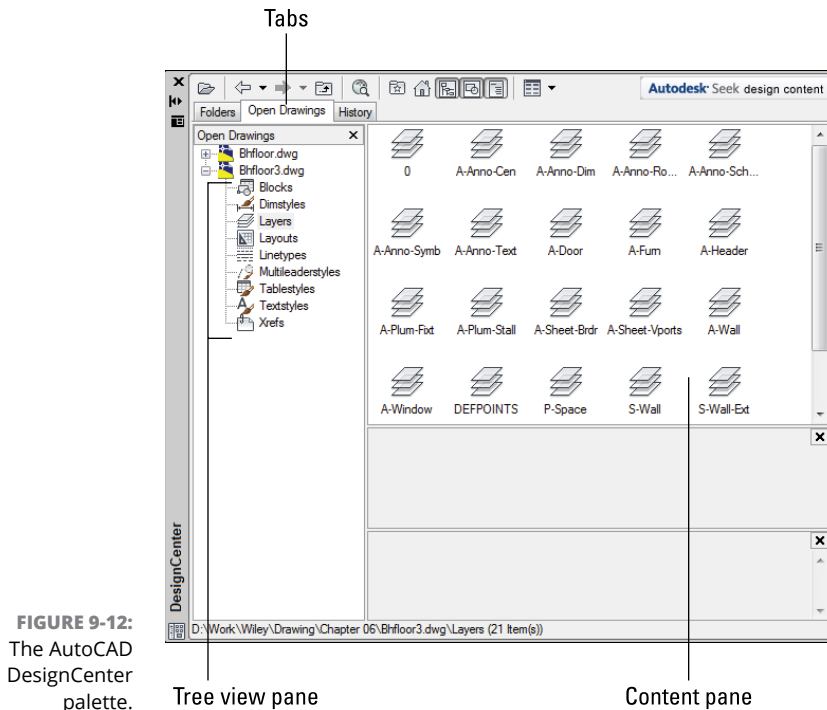 Tabs
Autodesk® Seek design content
Folders Open Drawings History
Open Drawings
Bhfloor.dwg
Bhfloor3.dwg
Blocks
Dimstyles
Layers
Layouts
Linetypes
Multileaderstyles
Tablestyles
Textstyles
Xrefs
0 A-Anno-Cen A-Anno-Dim A-Anno-Ro... A-Anno-Sch...
A-Anno-Symb A-Anno-Text A-Door A-Furn A-Header
A-Plum-Fixt A-Plum-Stall A-Sheet-Brdr A-Sheet-Vports A-Wall
A-Window DEFPOINTS P-Space S-Wall S-Wall-Ext
DesignCenter
D:\Work\Wiley\Drawing\Chapter 06\Bhfloor3.dwg\Layers (21 Item(s))
FIGURE 9-12:
The AutoCAD
DesignCenter
palette.
Tree view pane
Content pane